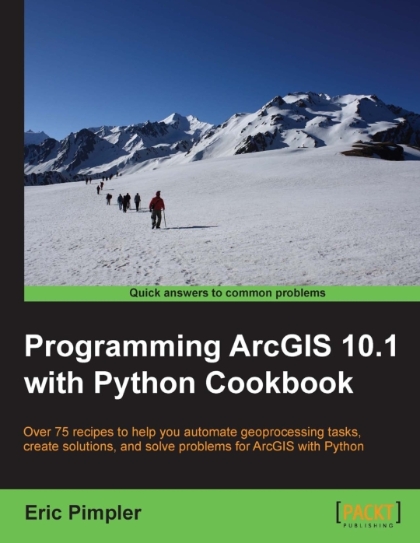 Quick answers to common problems
Programming ArcGIS 10.1
with Python Cookbook
Over 75 recipes to help you automate geoprocessing tasks,
create solutions, and solve problems for ArcGIS with Python
Eric Pimpler
[PACKT]
PUBLISHING